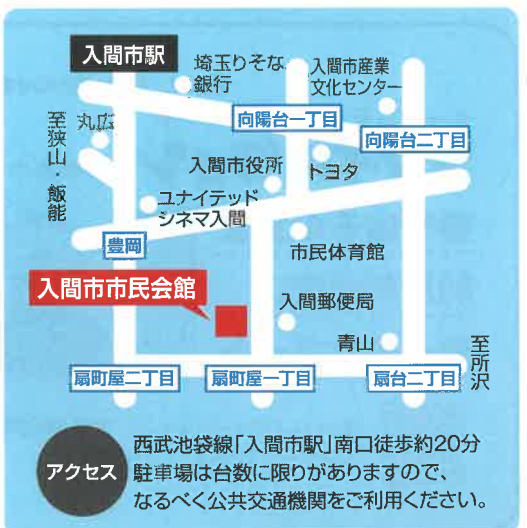 入間市駅
埼玉りそな
銀行
入間市産業
文化センター
丸広
至狭山・飯能
向陽台一丁目
向陽台二丁目
入間市役所
トヨタ
ユナイテッド
シネマ入間
豊岡
市民体育館
入間市市民会館
入間郵便局
青山
至所沢
扇町屋二丁目
扇町屋一丁目
扇台二丁目
アクセス
西武池袋線「入間市駅」南口徒歩約20分
駐車場は台数に限りがありますので、
なるべく公共交通機関をご利用ください。